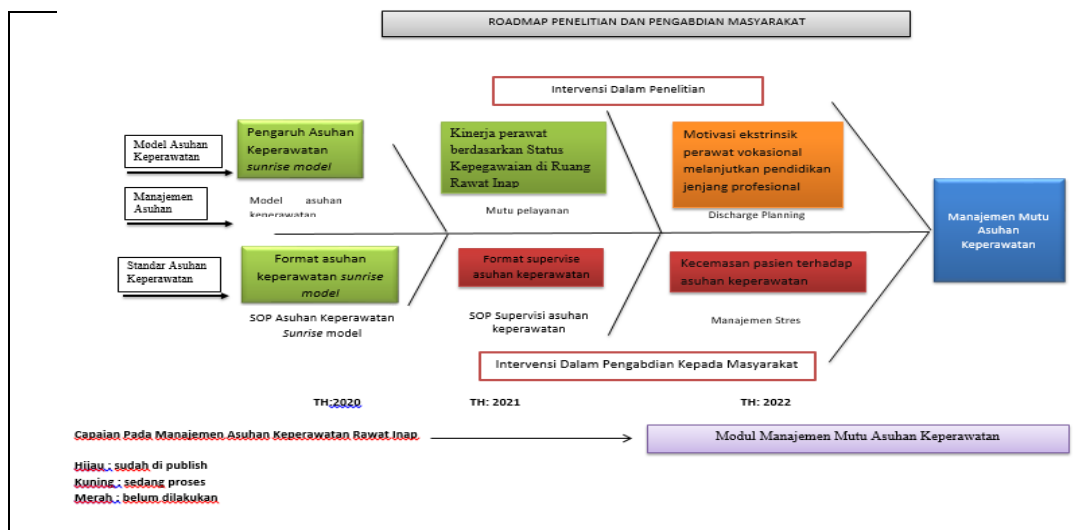 ROADMAP PENELITIAN DAN PENGABDIAN MASYARAKAT
Intervensi Dalam Penelitian
Model Asuhan
Keperawatan
Manajemen
Asuhan
Standar Asuhan
Keperawatan
Pengaruh Asuhan
Keperawatan
sunrise model
Model asuhan
keperawatan
Kinerja perawat
berdasarkan Status
Kepegawaian di Ruang
Rawat Inap
Mutu pelayanan
Motivasi ekstrinsik
perawat vokasional
melanjutkan pendidikan
jenjang profesional
Discharge Planning
Manajemen Mutu
Asuhan
Keperawatan
Format asuhan
keperawatan sunrise
model
SOP Asuhan Keperawatan
Sunrise model
Format supervise
asuhan keperawatan
SOP Supervisi asuhan
keperawatan
Kecemasan pasien terhadap
asuhan keperawatan
Manajemen Stres
Intervensi Dalam Pengabdian Kepada Masyarakat
TH:2020
TH: 2021
TH: 2022
Capaian Pada Manajemen Asuhan Keperawatan Rawat Inap
Modul Manajemen Mutu Asuhan Keperawatan
Hijau : sudah di publish
Kuning : sedang proses
Merah : belum dilakukan